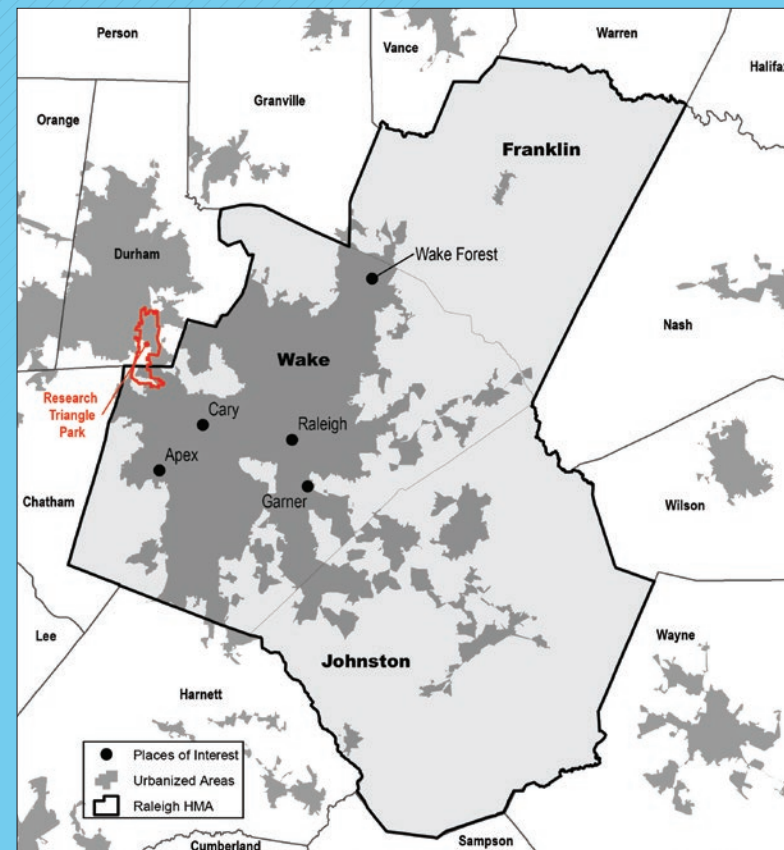 Person
Vance
Warren
Halifax
Granville
Orange
Franklin
Durham
Wake Forest
Nash
Wake
Research
Triangle
Park
Cary
Raleigh
Apex
Garner
Chatham
Wilson
Lee
Wayne
Johnston
Harnett
Places of Interest
Urbanized Areas
Raleigh HMA
Cumberland
Sampson